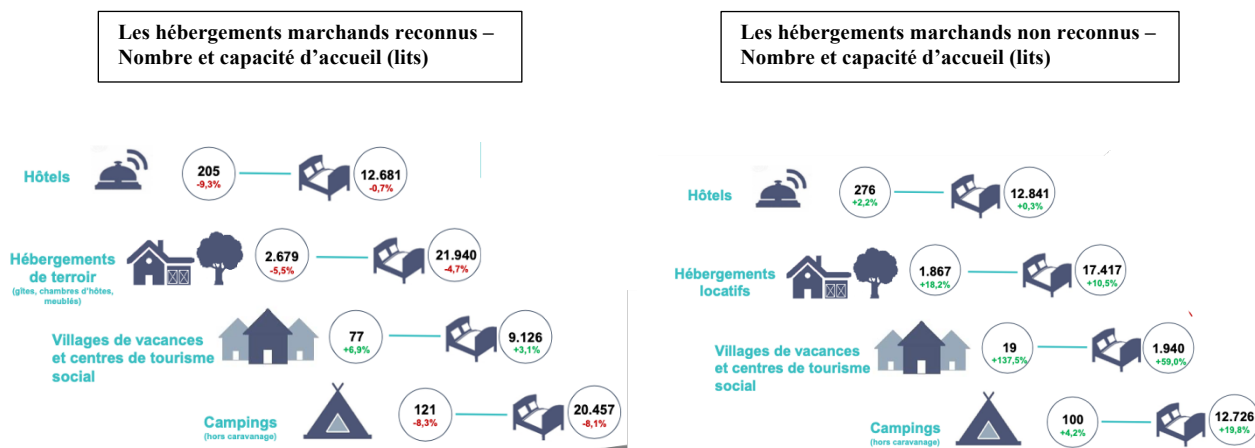 Les hébergements marchands reconnus –
Nombre et capacité d’accueil (lits)
Hôtels
205
-9,3%
12.681
-0,7%
Hébergements
de terroir
(gîtes, chambres d’hôtes,
meublés)
2.679
-5,5%
21.940
-4,7%
Villages de vacances
et centres de tourisme
social
77
+6,9%
9.126
+3,1%
Campings
(hors caravanage)
121
-8,3%
20.457
-8,1%
Les hébergements marchands non reconnus –
Nombre et capacité d’accueil (lits)
Hôtels
276
+2,2%
12.841
+0,3%
Hébergements
locatifs
1.867
+18,2%
17.417
+10,5%
Villages de vacances
et centres de tourisme
social
19
+137,5%
1.940
+59,0%
Campings
(hors caravanage)
100
+4,2%
12.726
+19,8%